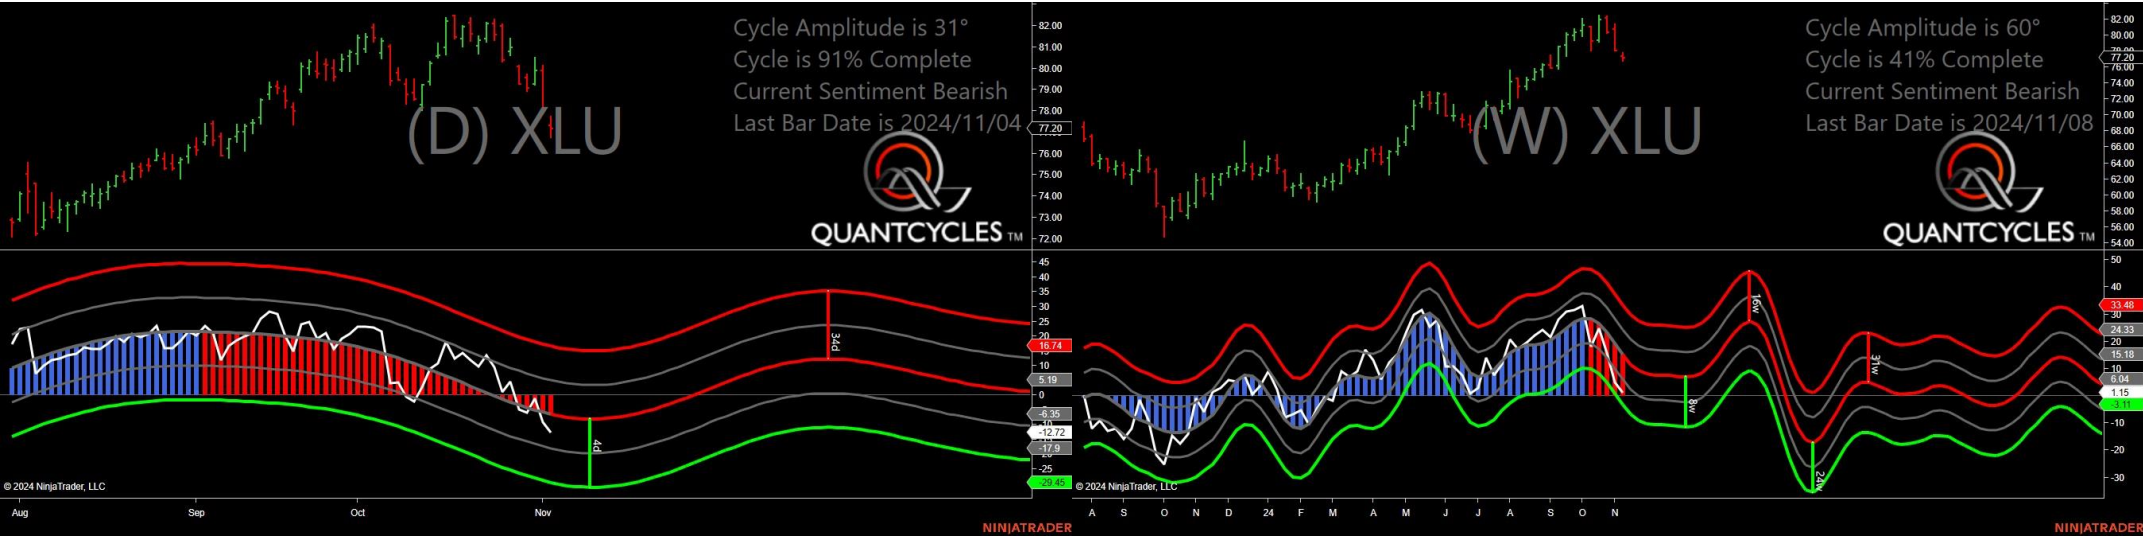 Cycle Amplitude is 31°
Cycle is 91% Complete
Current Sentiment Bearish
Last Bar Date is 2024/11/04
(D) XLU
QUANTCYCLES TM
82.00
81.00
80.00
79.00
78.00
77.20
76.00
75.00
74.00
73.00
72.00
45
40
35
30
25
20
16.74
10
5.19
0
-6.35
-12.72
-17.9
-25
-29.45
34d
4d
© 2024 NinjaTrader, LLC
Aug Sep Oct Nov
NINJATRADER
Cycle Amplitude is 60°
Cycle is 41% Complete
Current Sentiment Bearish
Last Bar Date is 2024/11/08
(W) XLU
QUANTCYCLES TM
82.00
80.00
77.20
76.00
74.00
72.00
70.00
68.00
66.00
64.00
62.00
60.00
58.00
56.00
54.00
50
40
33.48
30
24.33
20
15.18
10
6.04
1.15
-3.11
-10
-20
-30
16w
31w
8w
24w
© 2024 NinjaTrader, LLC
A S O N D 24 F M A M J J A S O N
NINJATRADER